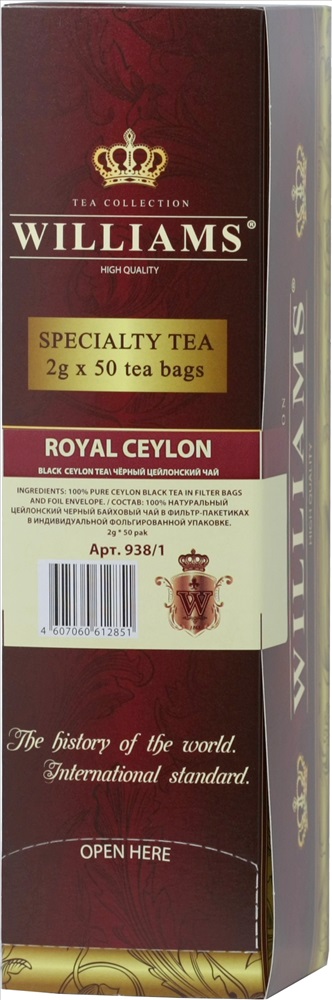 TEA COLLECTION
WILLIAMS®
HIGH QUALITY
SPECIALTY TEA
2g x 50 tea bags
ROYAL CEYLON
BLACK CEYLON TEA\ ЧЁРНЫЙ ЦЕЙЛОНСКИЙ ЧАЙ
INGREDIENTS: 100% PURE CEYLON BLACK TEA IN FILTER BAGS
AND FOIL ENVELOPE. / СОСТАВ: 100% НАТУРАЛЬНЫЙ
ЦЕЙЛОНСКИЙ ЧЕРНЫЙ БАЙХОВЫЙ ЧАЙ В ФИЛЬТР-ПАКЕТИКАХ
В ИНДИВИДУАЛЬНОЙ ФОЛЬГИРОВАННОЙ УПАКОВКЕ.
2g * 50 pak
Арт. 938/1
W
4 607060 612851
The history of the world.
International standard.
OPEN HERE
WILLIAMS®
HIGH QUALITY